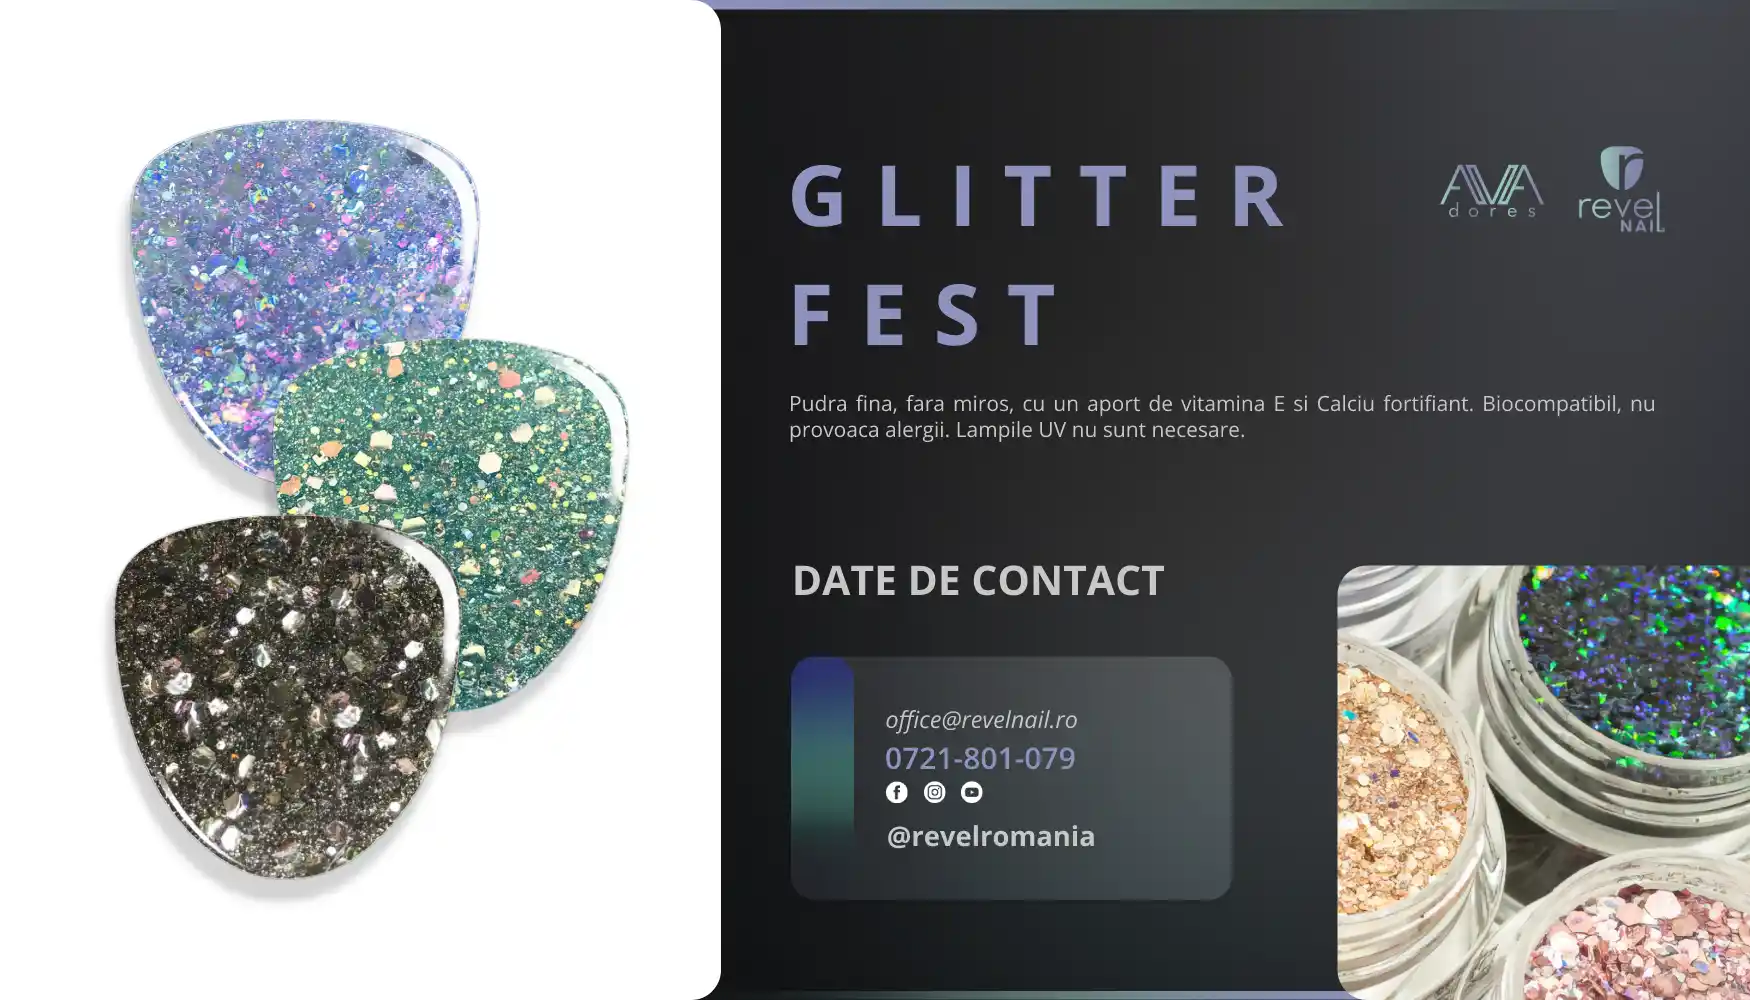 GLITTER
FEST
AVA
dores
revel
NAIL
Pudra fina, fara miros, cu un aport de vitamina E si Calciu fortifiant. Biocompatibil, nu
provoaca alergii. Lampile UV nu sunt necesare.
DATE DE CONTACT
office@revelnail.ro
0721-801-079
@revelromania